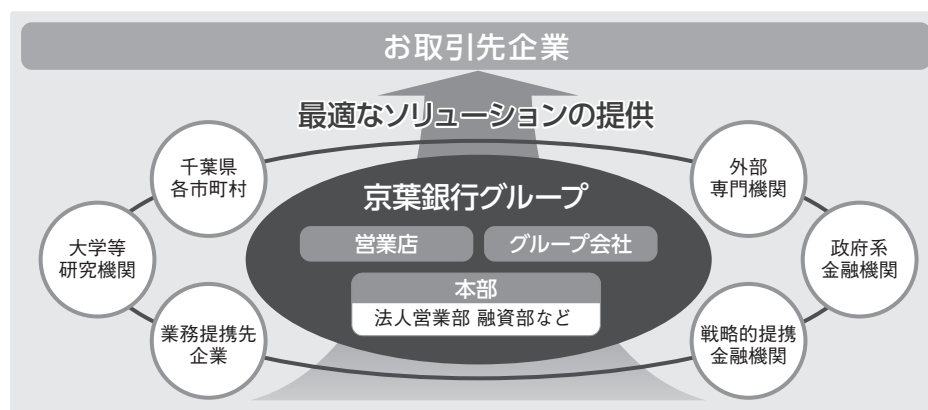 お取引先企業
最適なソリューションの提供
千葉県
各市町村
外部
専門機関
京葉銀行グループ
大学等
研究機関
営業店 グループ会社
政府系
金融機関
本部
法人営業部 融資部など
業務提携先
企業
戦略的提携
金融機関